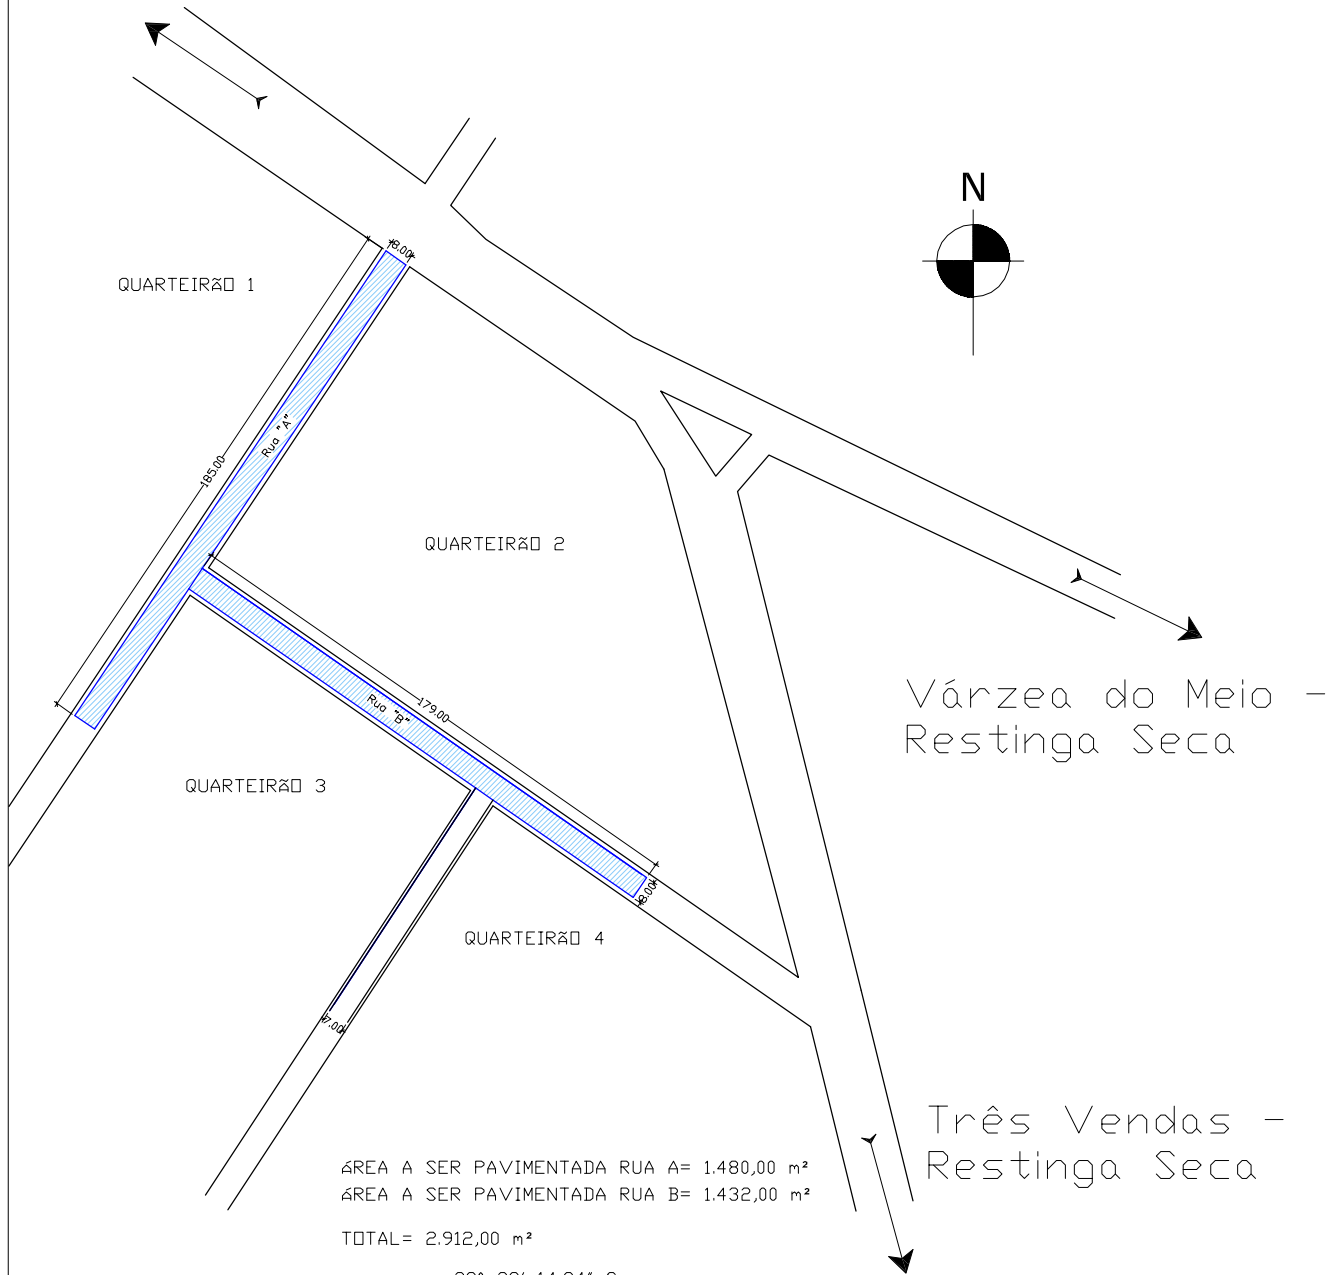 N
8.00
QUARTEIRÃO 1
Rua "A"
185.00
QUARTEIRÃO 2
Várzea do Meio -
Restinga Seca
179.00
Rua "B"
QUARTEIRÃO 3
8.00
QUARTEIRÃO 4
7.00
Três Vendas -
Restinga Seca
ÁREA A SER PAVIMENTADA RUA A= 1.480,00 m²
ÁREA A SER PAVIMENTADA RUA B= 1.432,00 m²
TOTAL= 2.912,00 m²